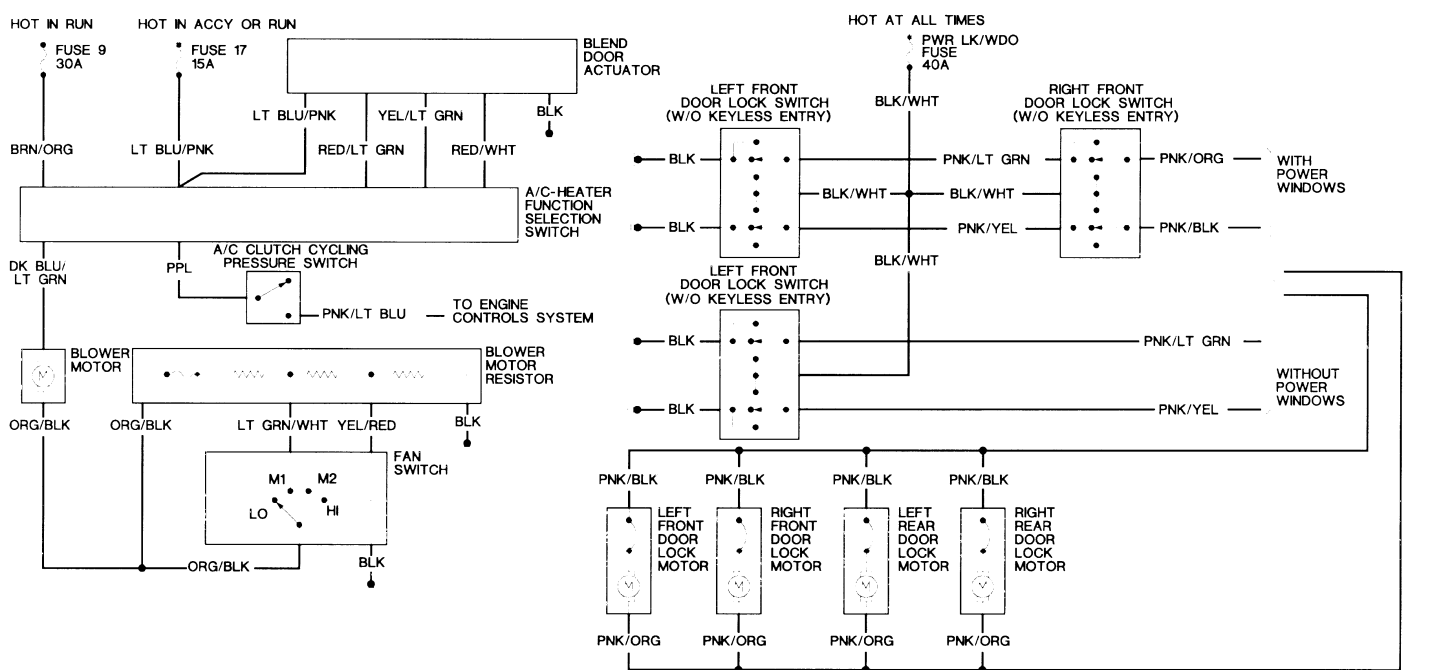 HOT IN RUN
FUSE 9
30A
HOT IN ACCY OR RUN
FUSE 17
15A
BLEND
DOOR
ACTUATOR
LT BLU/PNK
YEL/LT GRN
BLK
BRN/ORG
LT BLU/PNK
RED/LT GRN
RED/WHT
A/C-HEATER
FUNCTION
SELECTION
SWITCH
DK BLU/
LT GRN
PPL
A/C CLUTCH CYCLING
PRESSURE SWITCH
PNK/LT BLU
TO ENGINE
CONTROLS SYSTEM
BLOWER
MOTOR
M
BLOWER
MOTOR
RESISTOR
ORG/BLK
ORG/BLK
LT GRN/WHT
YEL/RED
BLK
FAN
SWITCH
M1
M2
LO
HI
ORG/BLK
BLK
HOT AT ALL TIMES
PWR LK/WDO
FUSE
40A
BLK/WHT
LEFT FRONT
DOOR LOCK SWITCH
(W/O KEYLESS ENTRY)
RIGHT FRONT
DOOR LOCK SWITCH
(W/O KEYLESS ENTRY)
BLK
PNK/LT GRN
PNK/ORG
WITH
POWER
WINDOWS
BLK/WHT
BLK/WHT
BLK
PNK/YEL
PNK/BLK
BLK/WHT
LEFT FRONT
DOOR LOCK SWITCH
(W/O KEYLESS ENTRY)
BLK
PNK/LT GRN
WITHOUT
POWER
WINDOWS
BLK
PNK/YEL
PNK/BLK
PNK/BLK
PNK/BLK
PNK/BLK
LEFT
FRONT
DOOR
LOCK
MOTOR
RIGHT
FRONT
DOOR
LOCK
MOTOR
LEFT
REAR
DOOR
LOCK
MOTOR
RIGHT
REAR
DOOR
LOCK
MOTOR
M
M
M
M
PNK/ORG
PNK/ORG
PNK/ORG
PNK/ORG